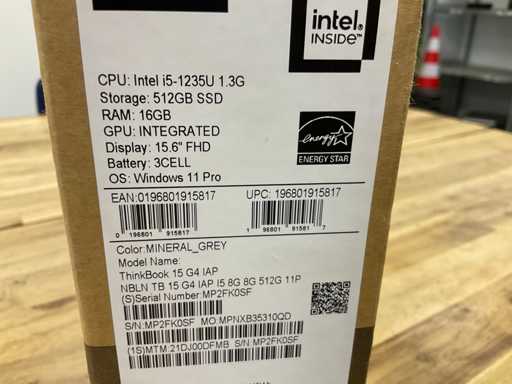 intel.
INSIDE™
CPU: Intel i5-1235U 1.3G
Storage: 512GB SSD
RAM: 16GB
GPU: INTEGRATED
Display: 15.6" FHD
Battery: 3CELL
OS: Windows 11 Pro
energy
ENERGY STAR
EAN:0196801915817
UPC: 196801915817
0 196801 915817
1 96801 91581 7
Color:MINERAL_GREY
Model Name:
ThinkBook 15 G4 IAP
NBLN TB 15 G4 IAP I5 8G 8G 512G 11P
(S)Serial Number MP2FK0SF
S/N:MP2FK0SF MO:MPNXB35310QD
(1S)MTM:21DJ00DFMB S/N:MP2FK0SF